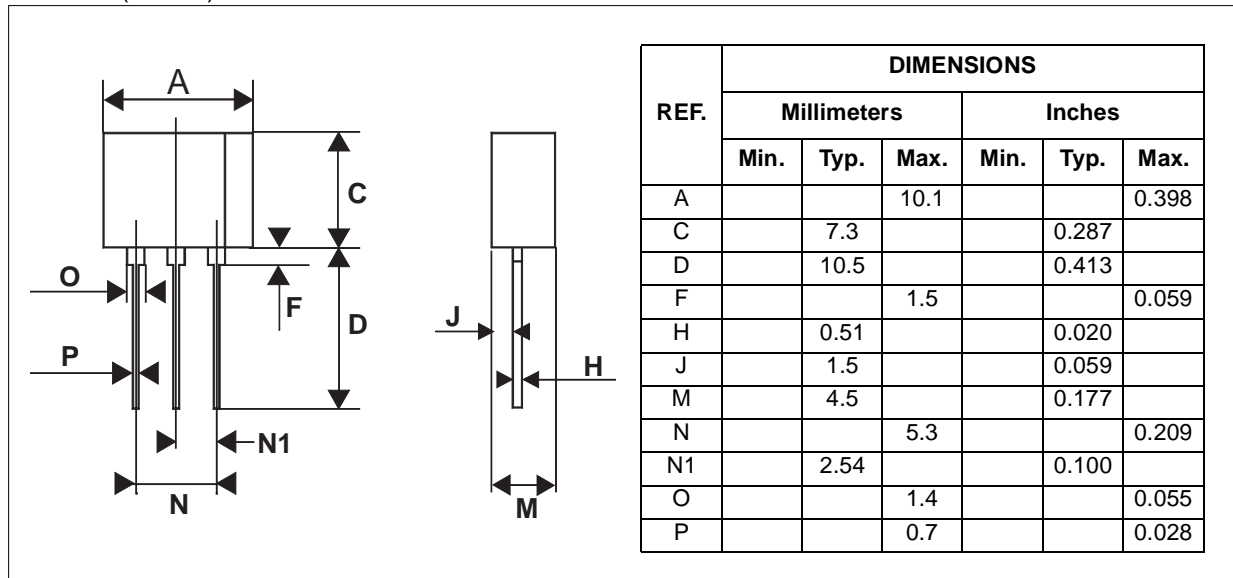 A
C
O
F
D
P
N1
N
J
H
M
REF. DIMENSIONS
Millimeters Inches
Min. Typ. Max. Min. Typ. Max.
A 10.1 0.398
C 7.3 0.287
D 10.5 0.413
F 1.5 0.059
H 0.51 0.020
J 1.5 0.059
M 4.5 0.177
N 5.3 0.209
N1 2.54 0.100
O 1.4 0.055
P 0.7 0.028